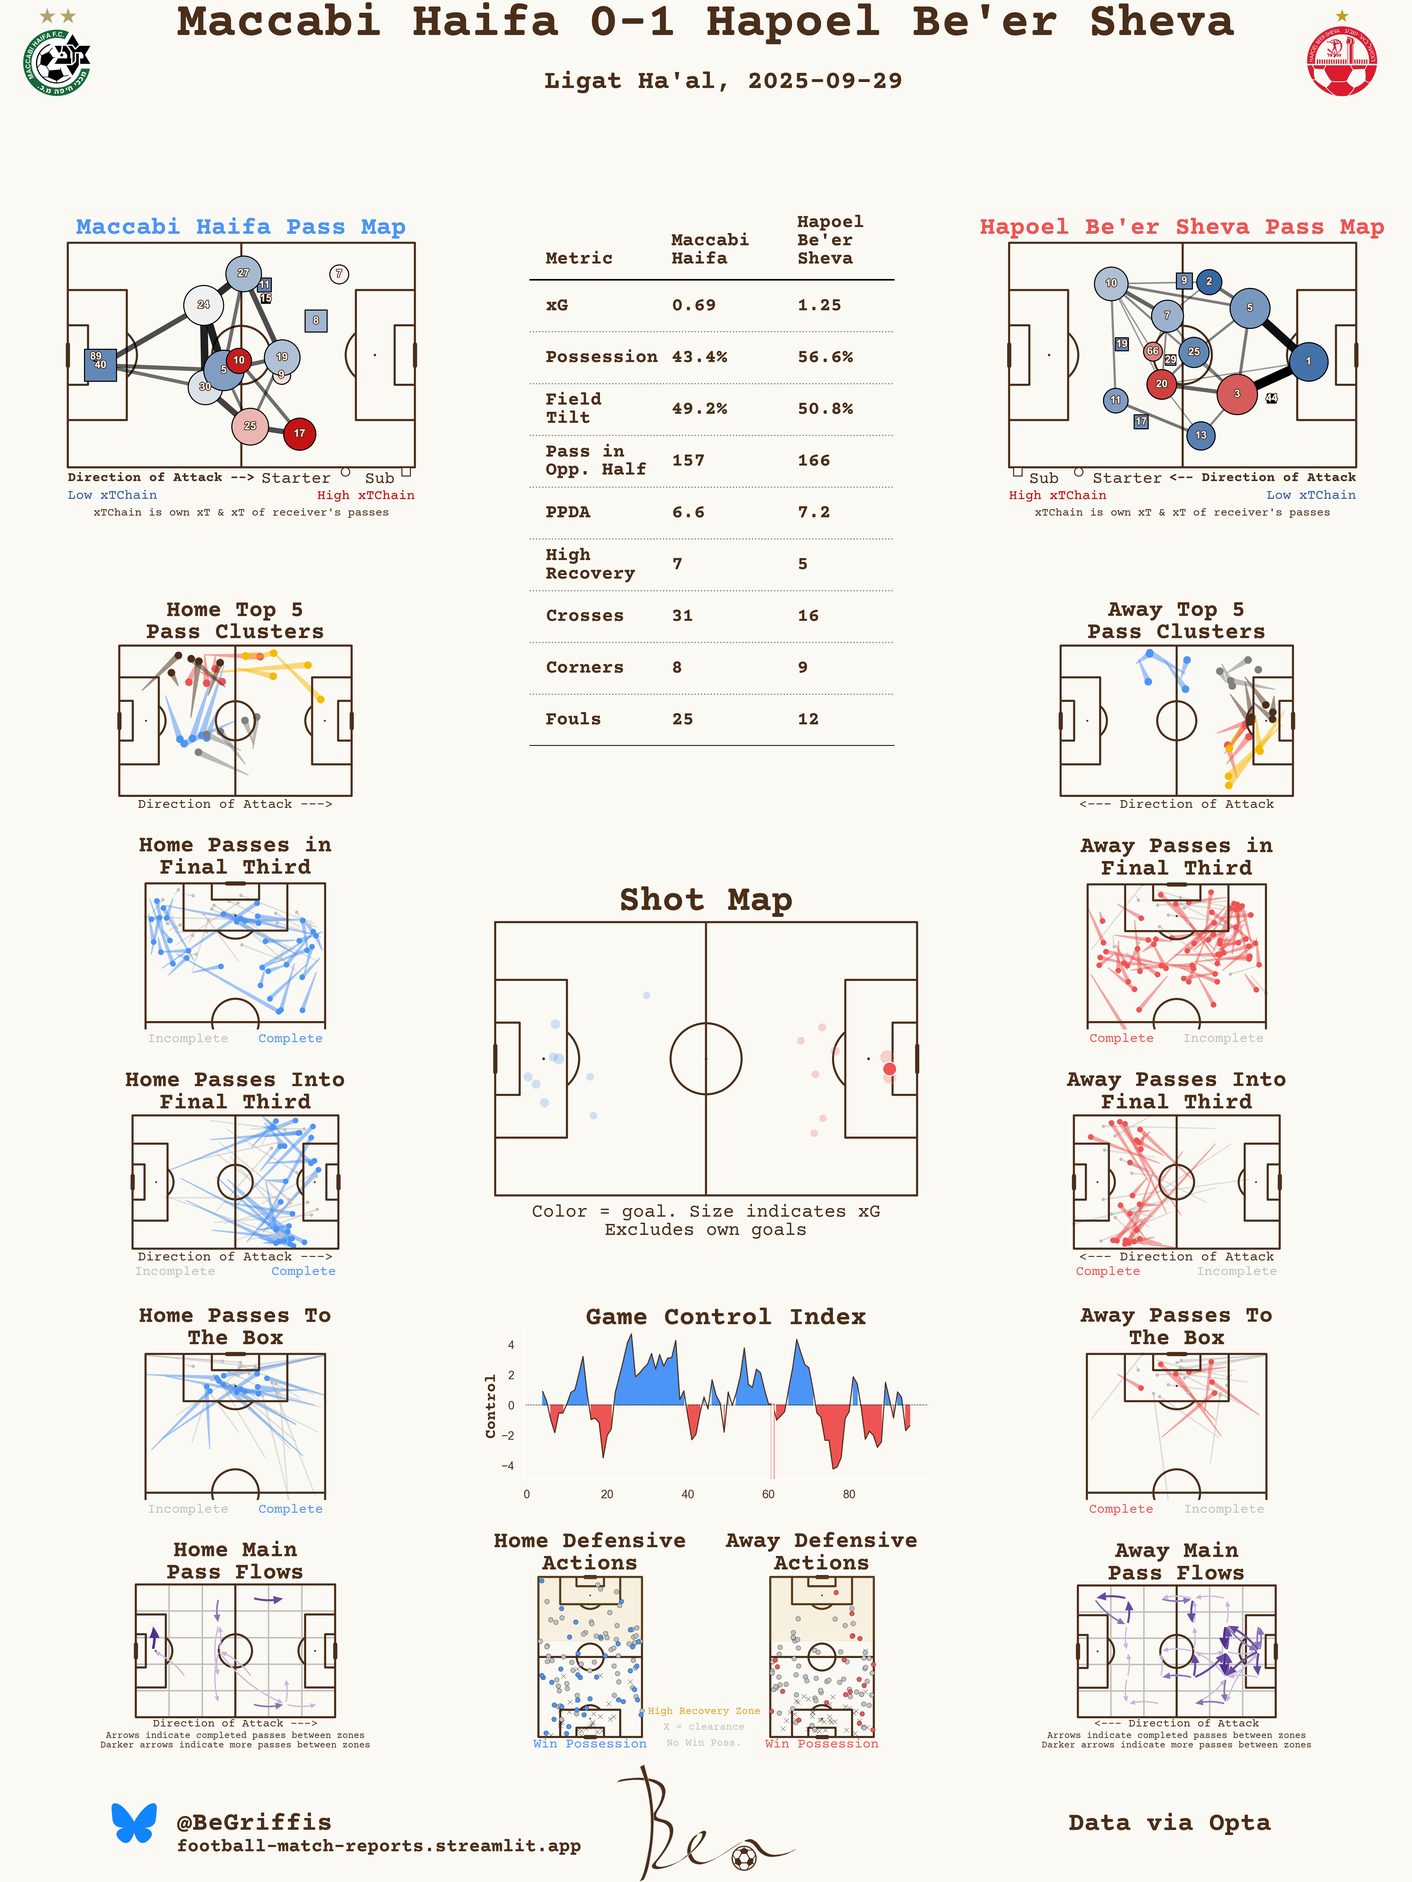 Maccabi Haifa 0-1 Hapoel Be'er Sheva
Ligat Ha'al, 2025-09-29
MACCABI HAIFA F.C.
Maccabi Haifa Pass Map
27
11
15
7
24
8
89
40
5
10
19
9
30
25
17
Direction of Attack --> Starter Sub
Low xTChain High xTChain
xTChain is own xT & xT of receiver's passes
Metric Maccabi Haifa Hapoel Be'er Sheva
xG 0.69 1.25
Possession 43.4% 56.6%
Field Tilt 49.2% 50.8%
Pass in Opp. Half 157 166
PPDA 6.6 7.2
High Recovery 7 5
Crosses 31 16
Corners 8 9
Fouls 25 12
Hapoel Be'er Sheva Pass Map
10
9
2
7
5
19
66
29
25
1
20
3
44
11
17
13
Sub Starter <-- Direction of Attack
High xTChain Low xTChain
xTChain is own xT & xT of receiver's passes
Home Top 5
Pass Clusters
Direction of Attack --->
Away Top 5
Pass Clusters
<--- Direction of Attack
Home Passes in
Final Third
Incomplete Complete
Shot Map
Color = goal. Size indicates xG
Excludes own goals
Away Passes in
Final Third
Complete Incomplete
Home Passes Into
Final Third
Direction of Attack --->
Incomplete Complete
Away Passes Into
Final Third
<--- Direction of Attack
Complete Incomplete
Home Passes To
The Box
Incomplete Complete
Game Control Index
Control
4
2
0
−2
−4
0 20 40 60 80
Away Passes To
The Box
Complete Incomplete
Home Main
Pass Flows
Direction of Attack --->
Arrows indicate completed passes between zones
Darker arrows indicate more passes between zones
Home Defensive
Actions
Win Possession
Away Defensive
Actions
Win Possession
High Recovery Zone
X = clearance
No Win Poss.
Away Main
Pass Flows
<--- Direction of Attack
Arrows indicate completed passes between zones
Darker arrows indicate more passes between zones
@BeGriffis
football-match-reports.streamlit.app
Ben
Data via Opta